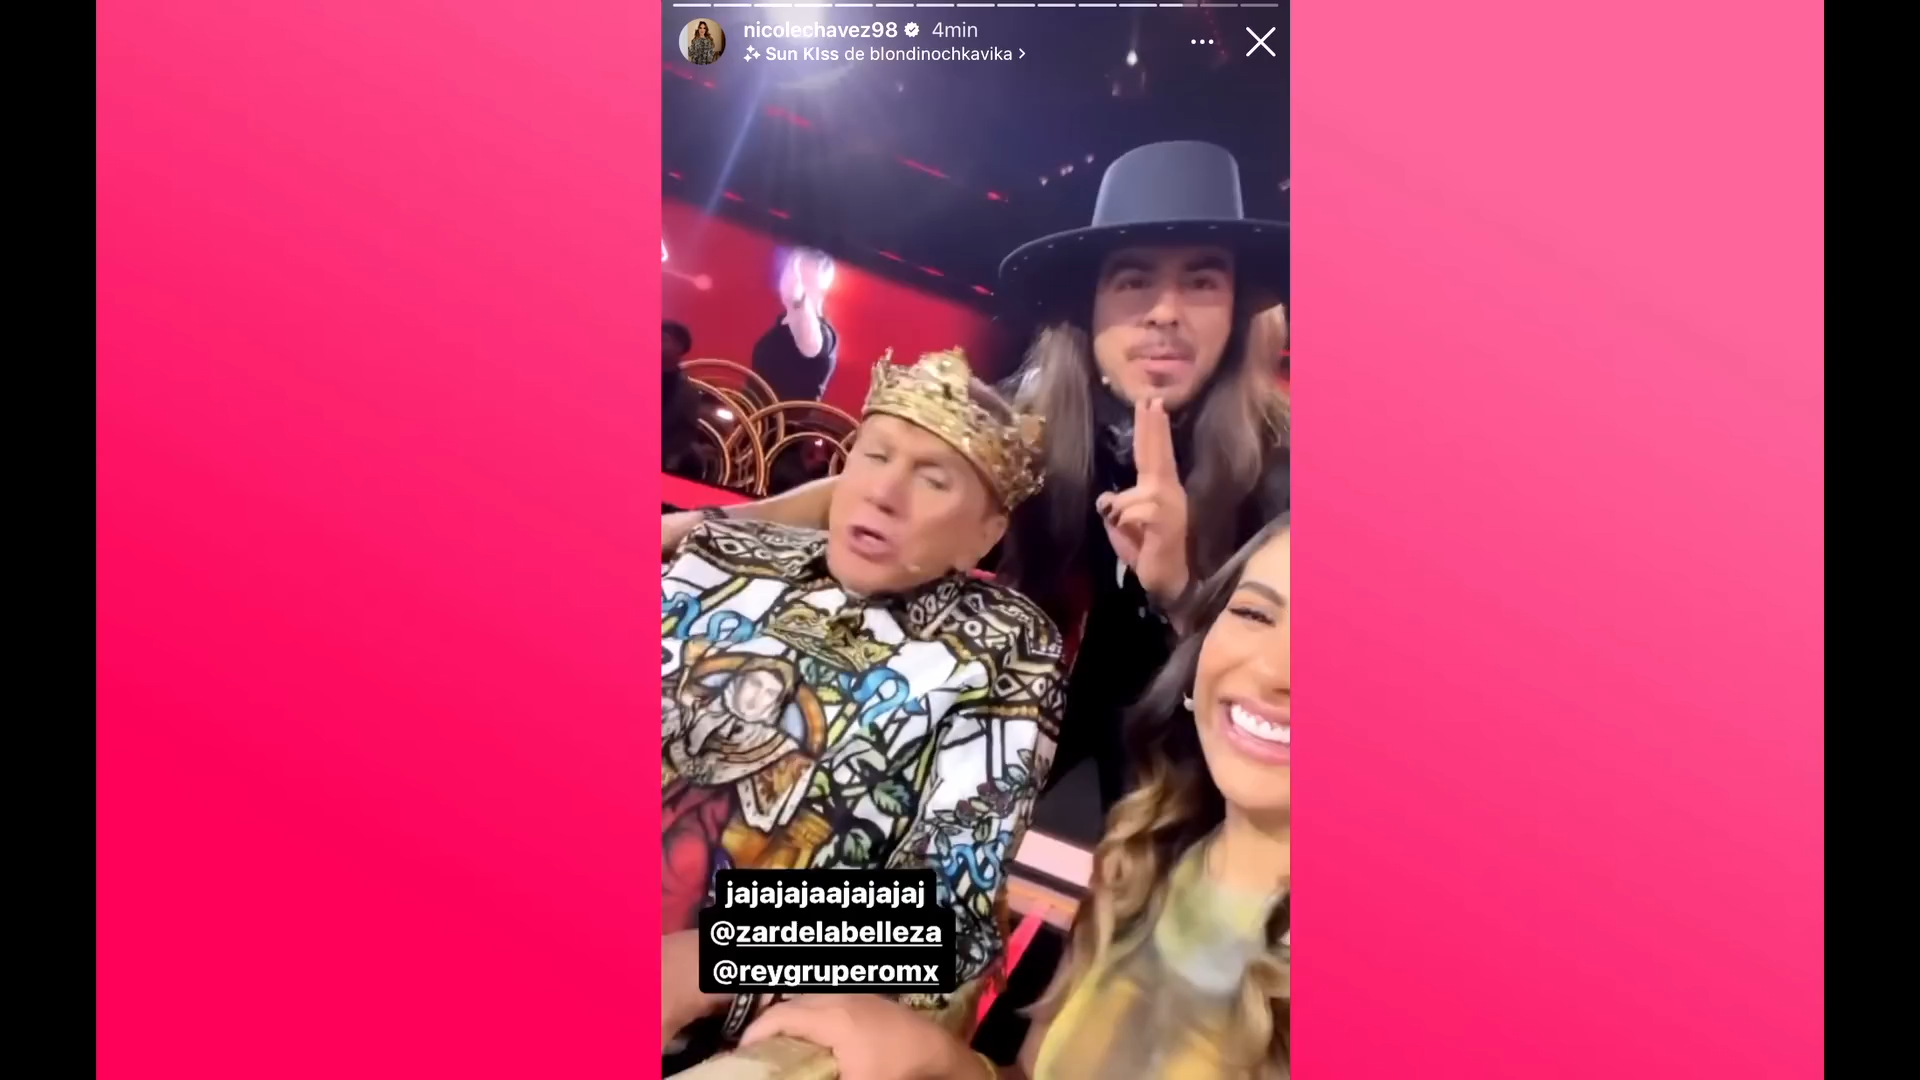 nicolechavez98 4min
Sun KIss de blondinochkavika >
jajajajaajajajaj
@zardelabelleza
@reygruperomx